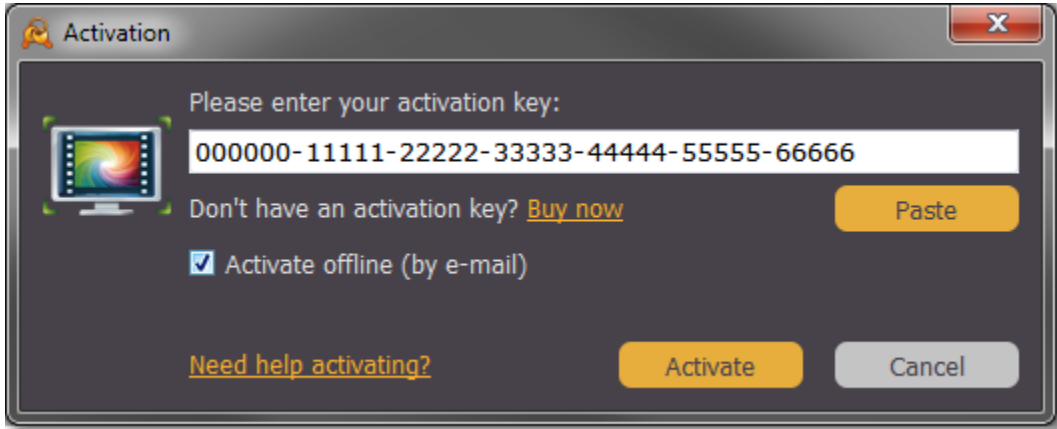 Activation
Please enter your activation key:
000000-11111-22222-33333-44444-55555-66666
Don't have an activation key? Buy now
Paste
Activate offline (by e-mail)
Need help activating?
Activate
Cancel